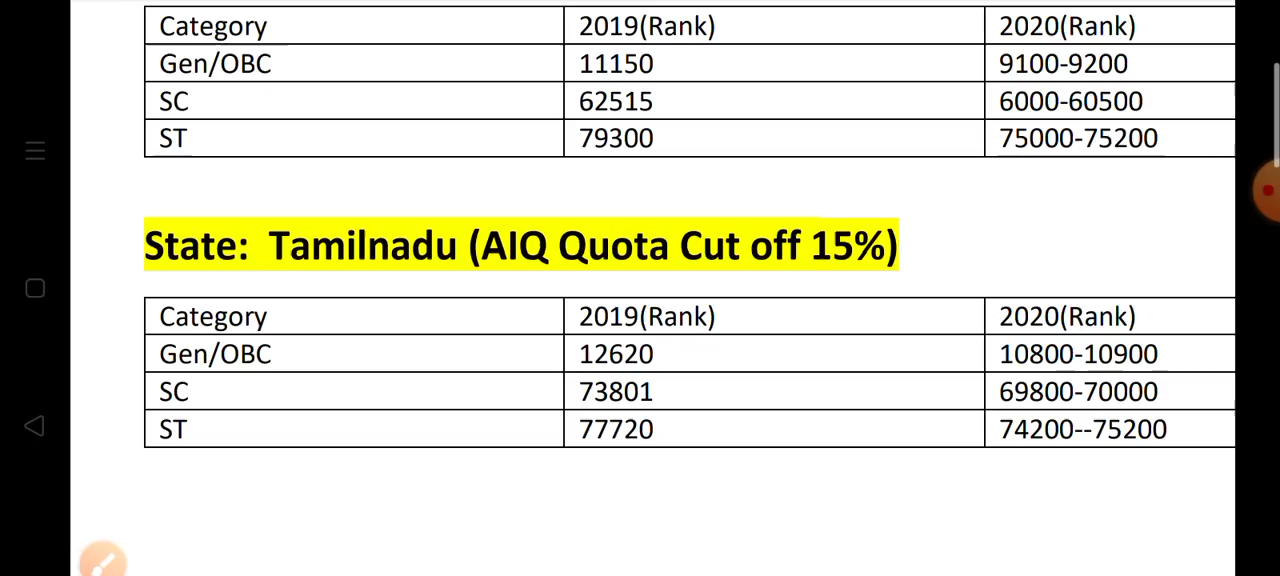 Category 2019(Rank) 2020(Rank)
Gen/OBC 11150 9100-9200
SC 62515 6000-60500
ST 79300 75000-75200
State: Tamilnadu (AIQ Quota Cut off 15%)
Category 2019(Rank) 2020(Rank)
Gen/OBC 12620 10800-10900
SC 73801 69800-70000
ST 77720 74200--75200